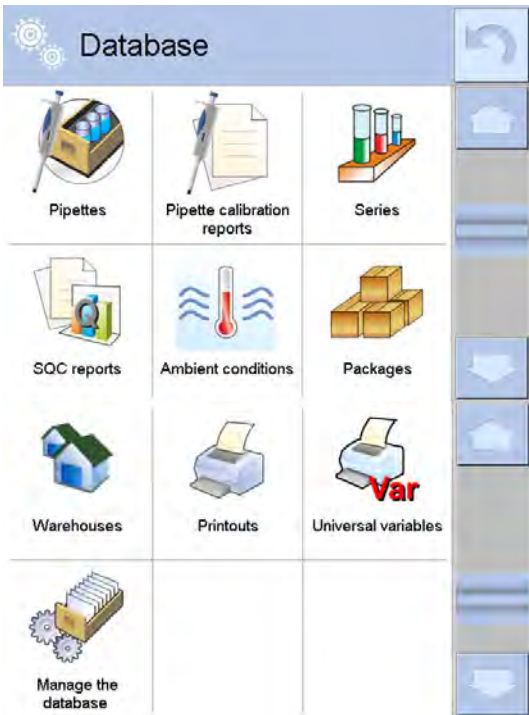 Database
Pipettes
Pipette calibration
reports
Series
SQC reports
Ambient conditions
Packages
Warehouses
Printouts
Var
Universal variables
Manage the
database